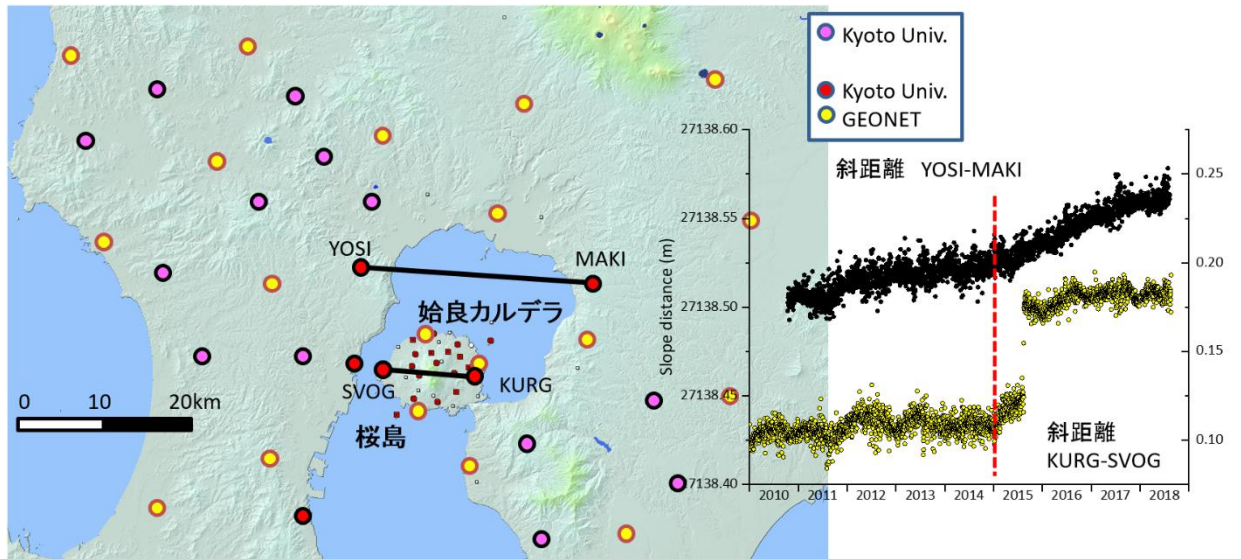 Kyoto Univ.
Kyoto Univ.
GEONET
YOSI
MAKI
姶良カルデラ
SVOG
KURG
桜島
0 10 20km
斜距離 YOSI-MAKI
斜距離
KURG-SVOG
Slope distance (m)
27138.60
27138.55
27138.50
27138.45
27138.40
0.25
0.20
0.15
0.10
2010 2011 2012 2013 2014 2015 2016 2017 2018